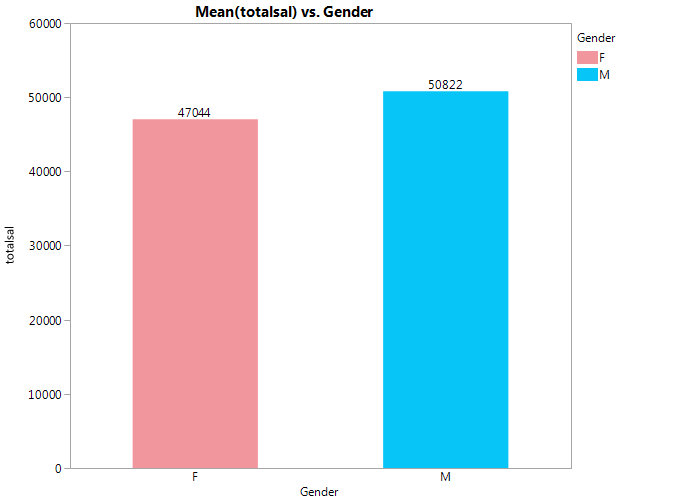 Mean(totalsal) vs. Gender
60000
50000
40000
30000
20000
10000
0
totalsal
47044
50822
F
M
Gender
Gender
F
M